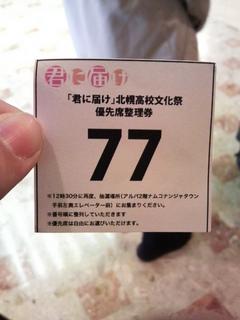 君に届け
「君に届け」北幌高校文化祭
優先席整理券
77
※12時30分に再度、抽選場所(アルパ2階ナムコナンジャタウン
手前左奥エレベーター前)にお集まりください。
※番号順に整列していただきます
※優先席は自由にお選びいただけます。